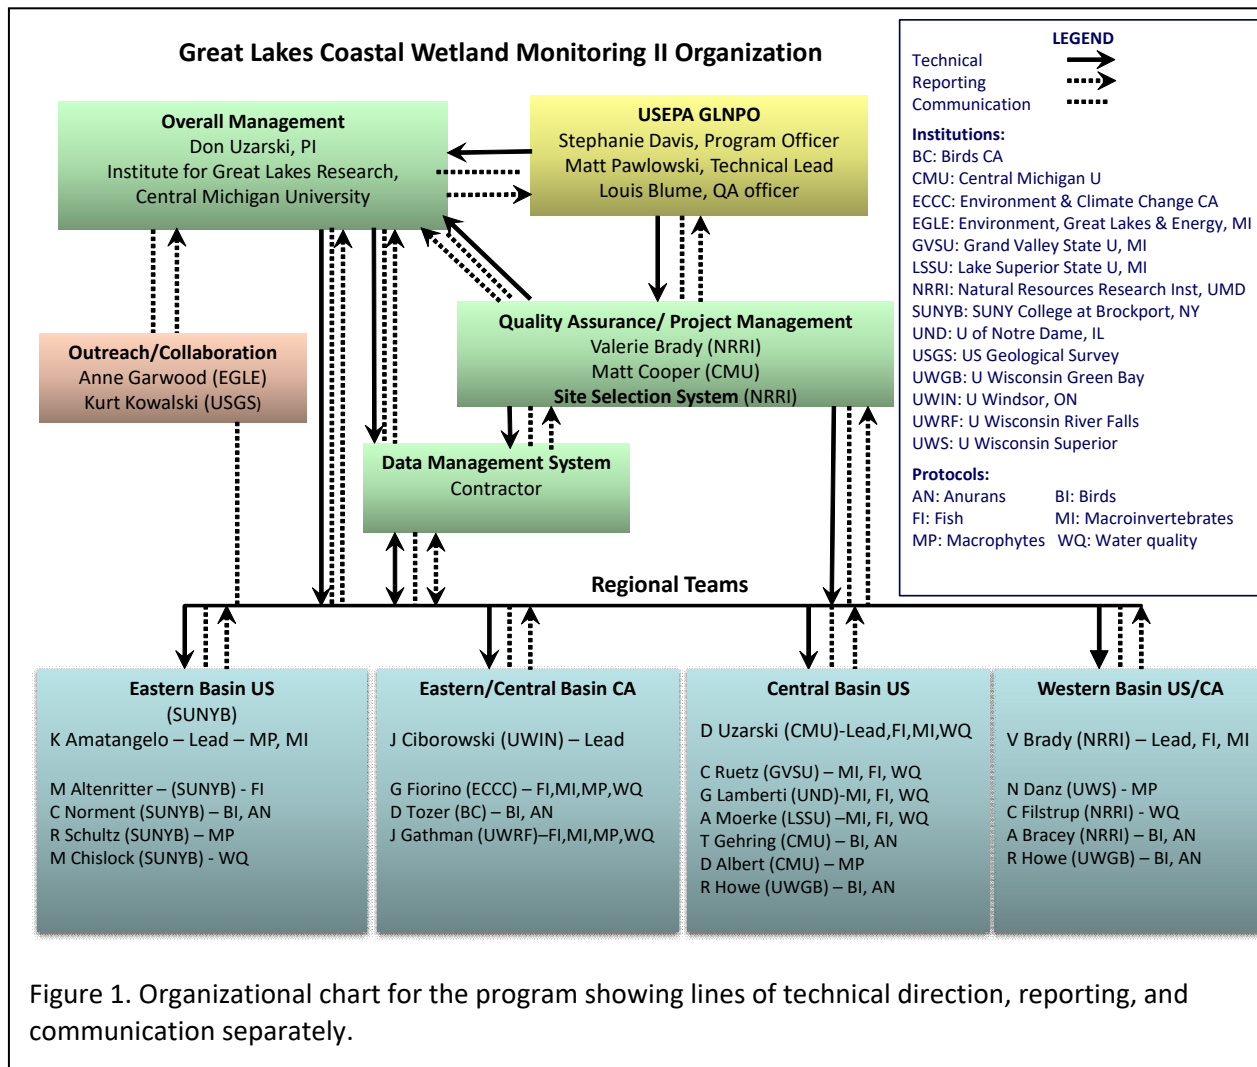 Great Lakes Coastal Wetland Monitoring II Organization
Overall Management
Don Uzarski, PI
Institute for Great Lakes Research,
Central Michigan University
USEPA GLNPO
Stephanie Davis, Program Officer
Matt Pawlowski, Technical Lead
Louis Blume, QA officer
LEGEND
Technical
Reporting
Communication
Institutions:
BC: Birds CA
CMU: Central Michigan U
ECCC: Environment & Climate Change CA
EGLE: Environment, Great Lakes & Energy, MI
GVSU: Grand Valley State U, MI
LSSU: Lake Superior State U, MI
NRRI: Natural Resources Research Inst, UMD
SUNYB: SUNY College at Brockport, NY
UND: U of Notre Dame, IL
USGS: US Geological Survey
UWGB: U Wisconsin Green Bay
UWIN: U Windsor, ON
UWRF: U Wisconsin River Falls
UWS: U Wisconsin Superior
Protocols:
AN: Anurans BI: Birds
FI: Fish MI: Macroinvertebrates
MP: Macrophytes WQ: Water quality
Outreach/Collaboration
Anne Garwood (EGLE)
Kurt Kowalski (USGS)
Quality Assurance/ Project Management
Valerie Brady (NRRI)
Matt Cooper (CMU)
Site Selection System (NRRI)
Data Management System
Contractor
Regional Teams
Eastern Basin US
(SUNYB)
K Amatangelo – Lead – MP, MI
M Altenritter – (SUNYB) - FI
C Norment (SUNYB) – BI, AN
R Schultz (SUNYB) – MP
M Chislock (SUNYB) - WQ
Eastern/Central Basin CA
J Ciborowski (UWIN) – Lead
G Fiorino (ECCC) – FI,MI,MP,WQ
D Tozer (BC) – BI, AN
J Gathman (UWRF)–FI,MI,MP,WQ
Central Basin US
D Uzarski (CMU)-Lead,FI,MI,WQ
C Ruetz (GVSU) – MI, FI, WQ
G Lamberti (UND)-MI, FI, WQ
A Moerke (LSSU) –MI, FI, WQ
T Gehring (CMU) – BI, AN
D Albert (CMU) – MP
R Howe (UWGB) – BI, AN
Western Basin US/CA
V Brady (NRRI) – Lead, FI, MI
N Danz (UWS) - MP
C Filstrup (NRRI) - WQ
A Bracey (NRRI) – BI, AN
R Howe (UWGB) – BI, AN
Figure 1. Organizational chart for the program showing lines of technical direction, reporting, and
communication separately.